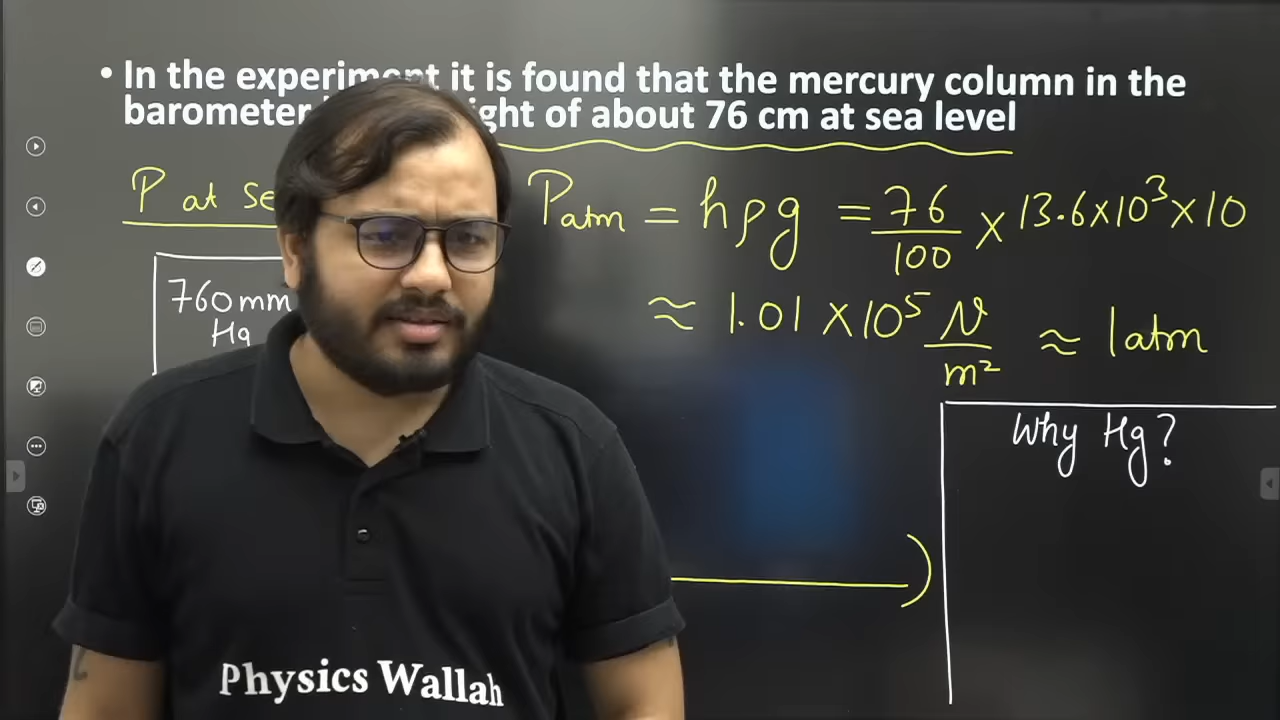 • In the experiment it is found that the mercury column in the
barometer ght of about 76 cm at sea level
P at se
Patm = hρg = 76/100 × 13.6×10³×10
≈ 1.01 ×10⁵ N/m² ≈ 1atm
760mm
Hg
Why Hg?
Physics Wallah